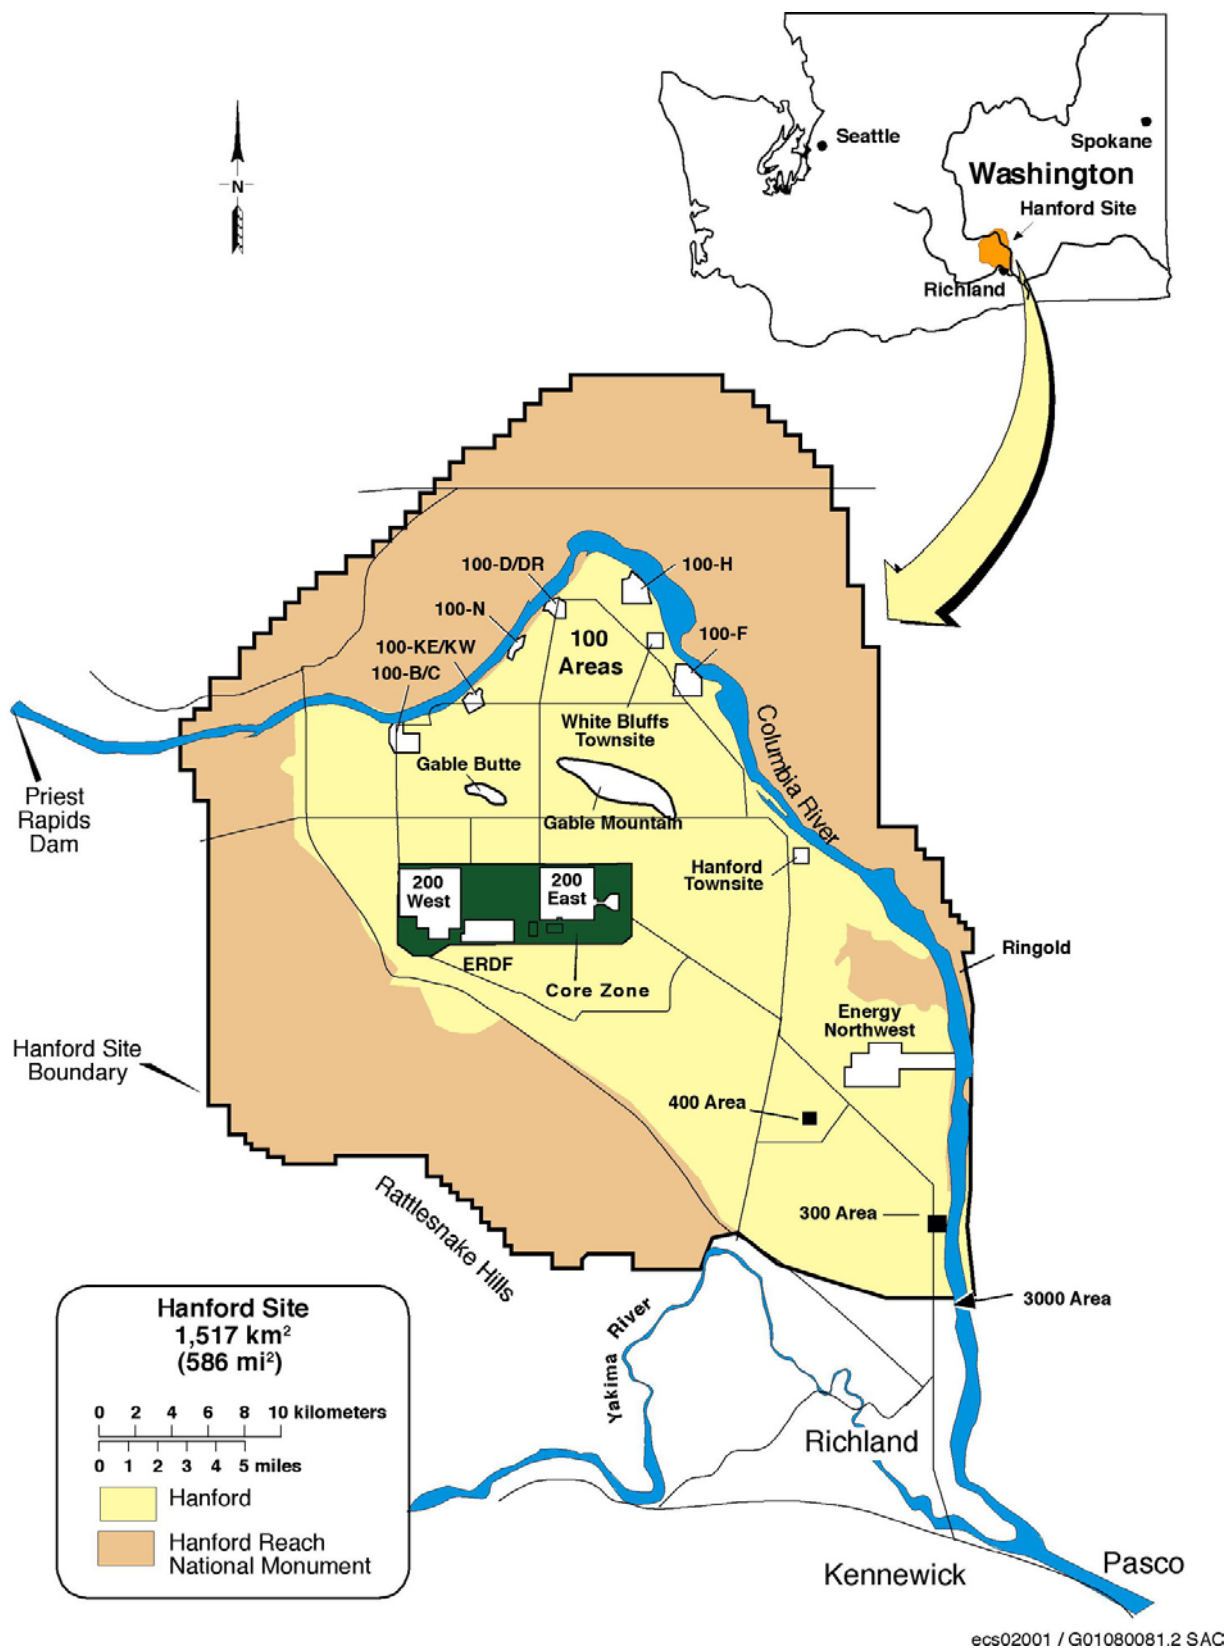 Seattle
Spokane
Washington
Hanford Site
Richland
N
100-D/DR
100-H
100-N
100
Areas
100-F
100-KE/KW
100-B/C
White Bluffs
Townsite
Columbia River
Gable Butte
Priest
Rapids
Dam
Gable Mountain
Hanford
Townsite
200
West
200
East
ERDF
Core Zone
Ringold
Energy
Northwest
Hanford Site
Boundary
400 Area
300 Area
Rattlesnake Hills
3000 Area
Yakima River
Richland
Kennewick
Pasco
Hanford Site
1,517 km²
(586 mi²)
0 2 4 6 8 10 kilometers
0 1 2 3 4 5 miles
Hanford
Hanford Reach
National Monument
ecs02001 / G01080081.2 SAC